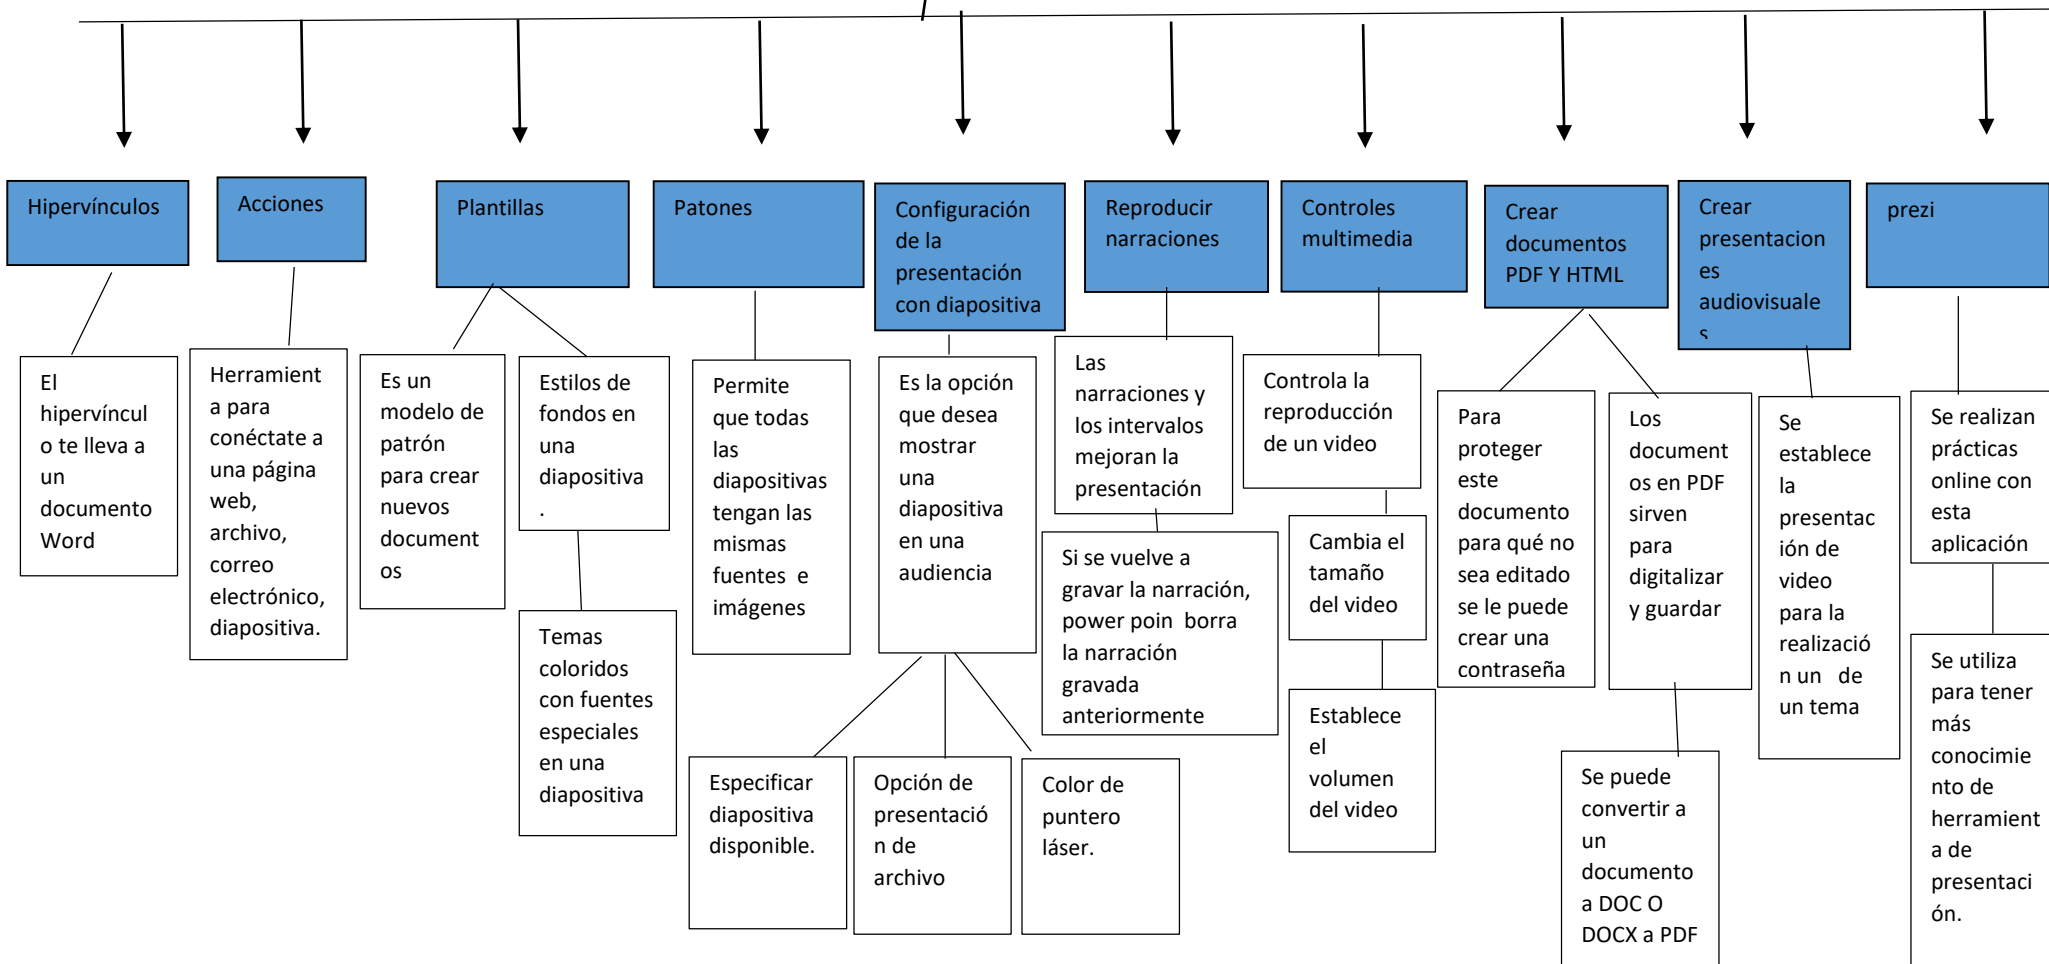 Hipervínculos
Acciones
Plantillas
Patones
Configuración
de la
presentación
con diapositiva
Reproducir
narraciones
Controles
multimedia
Crear
documentos
PDF Y HTML
Crear
presentacion
es
audiovisuale
s
prezi
El
hipervíncul
o te lleva a
un
documento
Word
Herramient
a para
conéctate a
una página
web,
archivo,
correo
electrónico,
diapositiva.
Es un
modelo de
patrón
para crear
nuevos
document
os
Estilos de
fondos en
una
diapositiva
.
Temas
coloridos
con fuentes
especiales
en una
diapositiva
Permite
que todas
las
diapositivas
tengan las
mismas
fuentes e
imágenes
Es la opción
que desea
mostrar
una
diapositiva
en una
audiencia
Especificar
diapositiva
disponible.
Opción de
presentació
n de
archivo
Color de
puntero
láser.
Las
narraciones y
los intervalos
mejoran la
presentación
Si se vuelve a
gravar la narración,
power poin borra
la narración
gravada
anteriormente
Controla la
reproducción
de un video
Cambia el
tamaño
del video
Establece
el
volumen
del video
Para
proteger
este
documento
para qué no
sea editado
se le puede
crear una
contraseña
Los
document
os en PDF
sirven
para
digitalizar
y guardar
Se puede
convertir a
un
documento
a DOC O
DOCX a PDF
Se
establece
la
presentac
ión de
video
para la
realizació
n un de
un tema
Se realizan
prácticas
online con
esta
aplicación
Se utiliza
para tener
más
conocimie
nto de
herramient
a de
presentaci
ón.